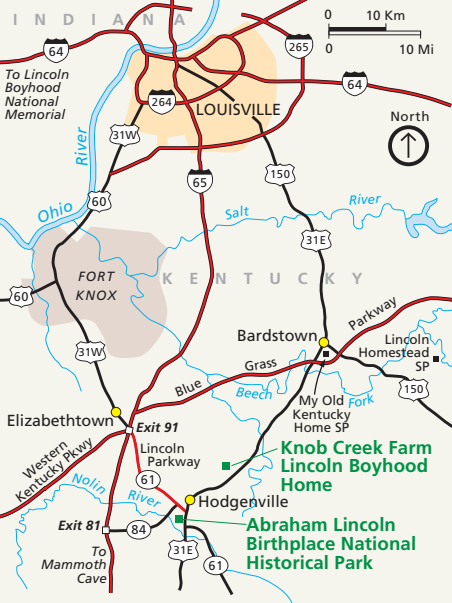 INDIANA
0 10 Km
0 10 Mi
64
265
To Lincoln
Boyhood
National
Memorial
64
264
LOUISVILLE
North
31W
River
65
150
60
Ohio
Salt
River
31E
FORT
KNOX
KENTUCKY
60
Parkway
Bardstown
Lincoln
Homestead
SP
31W
Grass
Blue
Beech
Fork
150
My Old
Kentucky
Home SP
Elizabethtown
Exit 91
Lincoln
Parkway
Western
Kentucky Pkwy
Knob Creek Farm
Lincoln Boyhood
Home
61
Nolin
River
Hodgenville
Exit 81
84
Abraham Lincoln
Birthplace National
Historical Park
To
Mammoth
Cave
31E
61